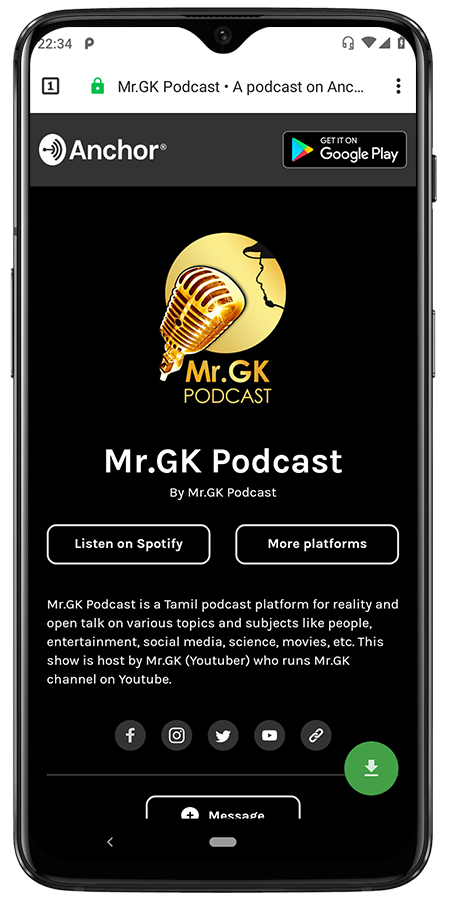 22:34
1
Mr.GK Podcast • A podcast on Anc...
Anchor®
GET IT ON
Google Play
Mr.GK
PODCAST
Mr.GK Podcast
By Mr.GK Podcast
Listen on Spotify
More platforms
Mr.GK Podcast is a Tamil podcast platform for reality and
open talk on various topics and subjects like people,
entertainment, social media, science, movies, etc. This
show is host by Mr.GK (Youtuber) who runs Mr.GK
channel on Youtube.
Message